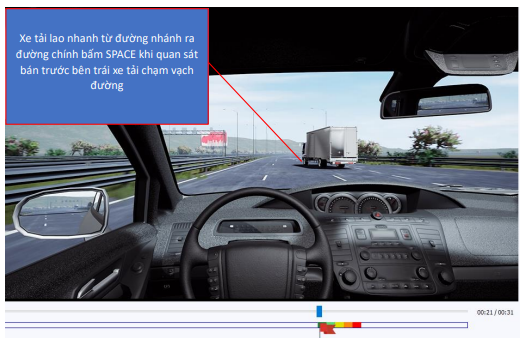 Xe tải lao nhanh từ đường nhánh ra
đường chính bấm SPACE khi quan sát
bán trước bên trái xe tải chạm vạch
đường
00:21 / 00:31